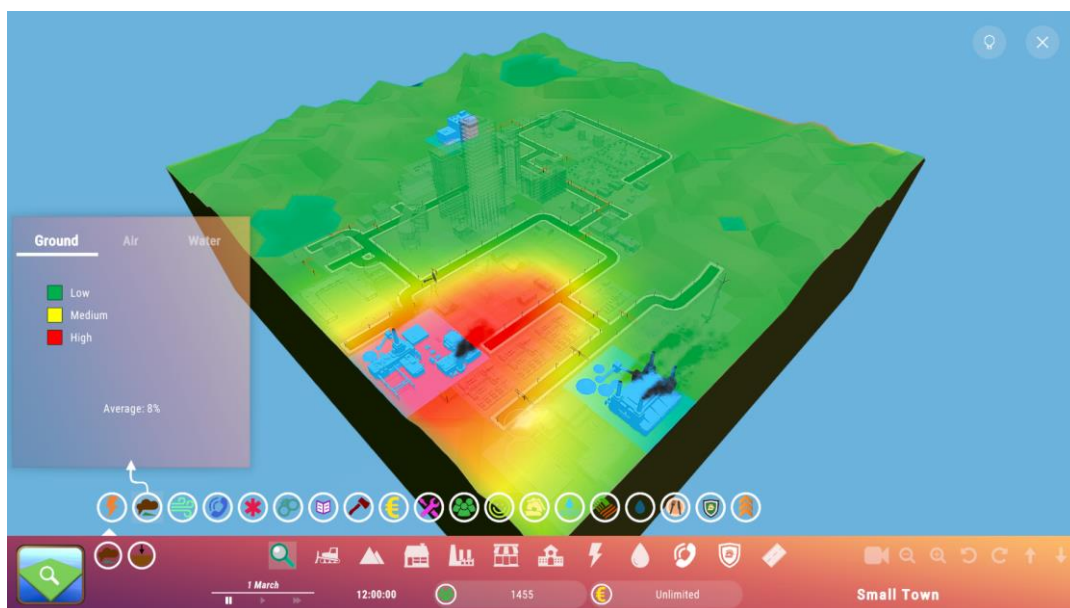 Ground Air Water
Low
Medium
High
Average: 8%
1 March
12:00:00
1455
Unlimited
Small Town